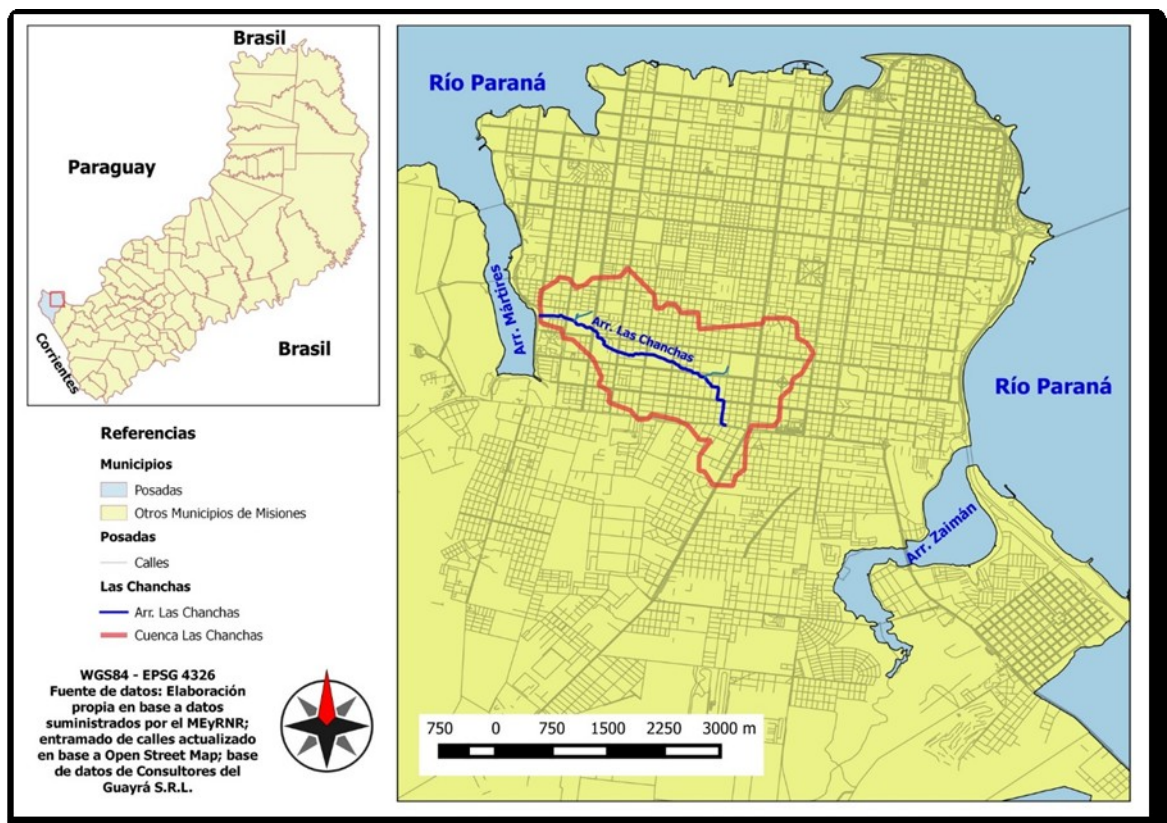 Brasil
Paraguay
Brasil
Corrientes
Referencias
Municipios
Posadas
Otros Municipios de Misiones
Posadas
Calles
Las Chanchas
Arr. Las Chanchas
Cuenca Las Chanchas
WGS84 - EPSG 4326
Fuente de datos: Elaboración
propia en base a datos
suministrados por el MEyRNR;
entramado de calles actualizado
en base a Open Street Map; base
de datos de Consultores del
Guayrá S.R.L.
Río Paraná
Arr. Mártirres
Arr. Las Chanchas
Río Paraná
Arr. Zaimán
750 0 750 1500 2250 3000 m